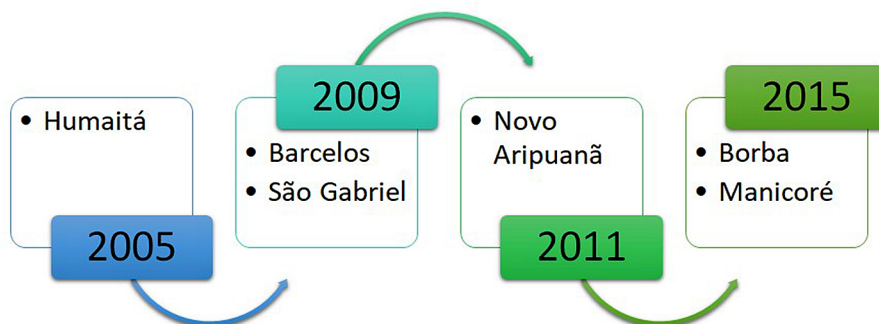 • Humaitá
2005
2009
• Barcelos
• São Gabriel
• Novo
Aripuanã
2011
2015
• Borba
• Manicoré